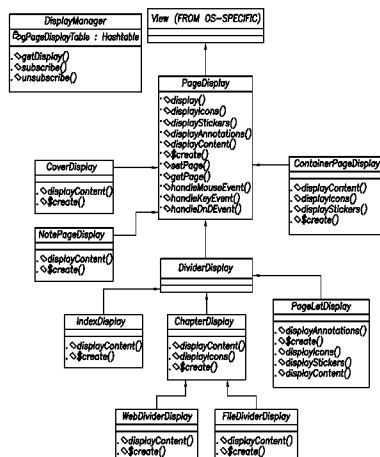 DisplayManager
pgPageDisplayTable : Hashtable
getDisplay()
subscribe()
unsubscribe()
View (FROM OS-SPECIFIC)
PageDisplay
display()
displayIcons()
displayStickers()
displayAnnotations()
displayContent()
$create()
setPage()
getPage()
handleMouseEvent()
handleKeyEvent()
handleDnDEvent()
CoverDisplay
displayContent()
$create()
ContainerPageDisplay
displayContent()
displayIcons()
displayStickers()
$create()
NotePageDisplay
displayContent()
$create()
DividerDisplay
IndexDisplay
displayContent()
$create()
ChapterDisplay
displayContent()
displayIcons()
$create()
PageLetDisplay
displayAnnotations()
$create()
displayIcons()
displayStickers()
displayContent()
WebDividerDisplay
displayContent()
$create()
FileDividerDisplay
displayContent()
$create()